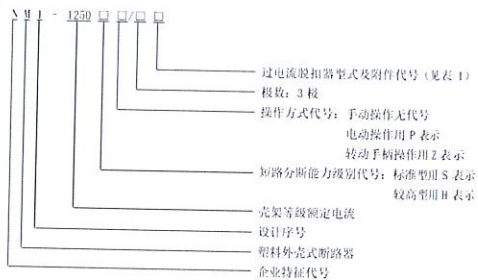 N M 1 - 1250 □ □/□ □
过电流脱扣器型式及附件代号（见表 1）
极数：3 极
操作方式代号：手动操作无代号
电动操作用 P 表示
转动手柄操作用 Z 表示
短路分断能力级别代号：标准型用 S 表示
较高型用 H 表示
壳架等级额定电流
设计序号
塑料外壳式断路器
企业特征代号